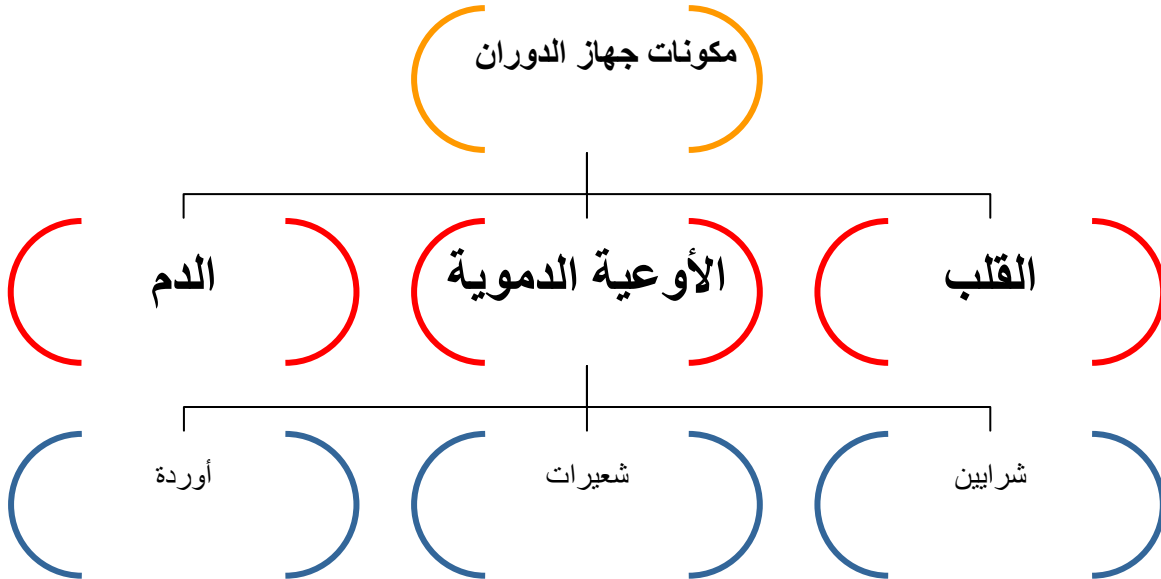 مكونات جهاز الدوران
القلب
الأوعية الدموية
الدم
شرايين
شعيرات
أوردة